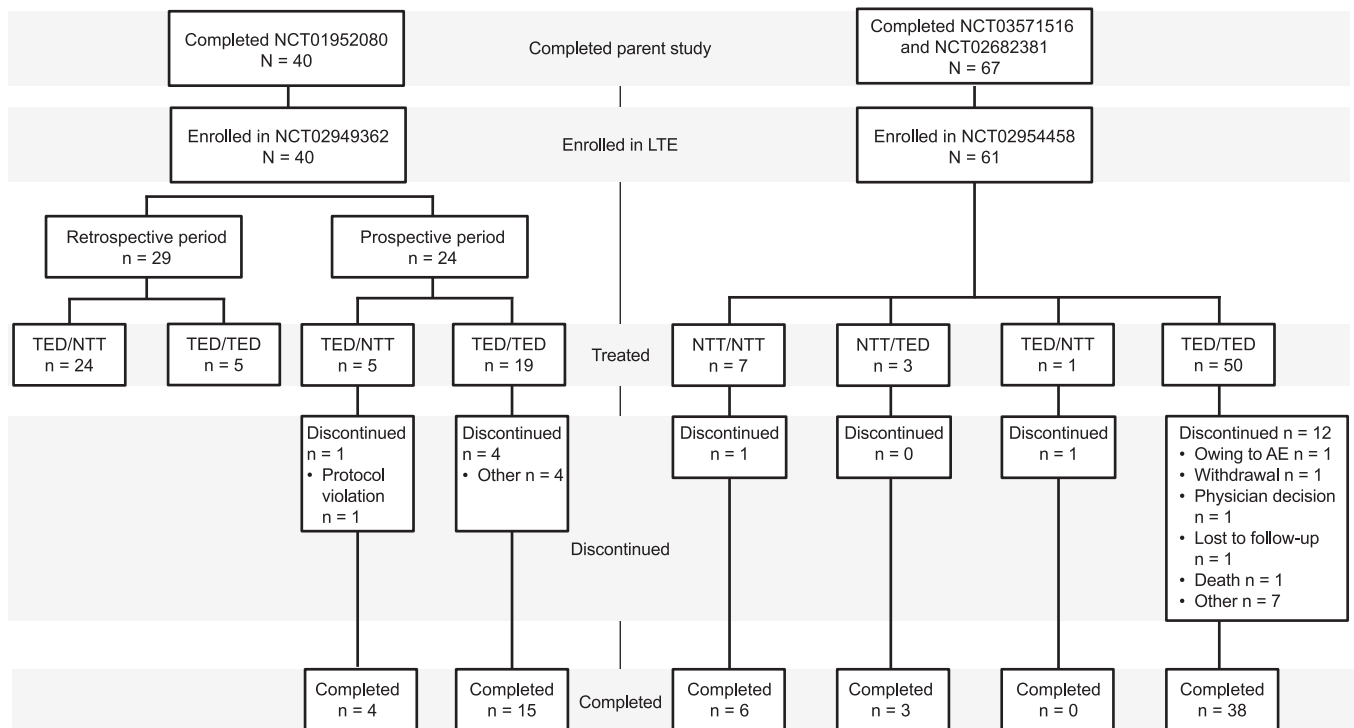 Completed NCT01952080
N = 40
Completed parent study
Completed NCT03571516
and NCT02682381
N = 67
Enrolled in NCT02949362
N = 40
Enrolled in LTE
Enrolled in NCT02954458
N = 61
Retrospective period
n = 29
Prospective period
n = 24
TED/NTT
n = 24
TED/TED
n = 5
TED/NTT
n = 5
TED/TED
n = 19
Treated
NTT/NTT
n = 7
NTT/TED
n = 3
TED/NTT
n = 1
TED/TED
n = 50
Discontinued
n = 1
• Protocol
violation
n = 1
Discontinued
n = 4
• Other n = 4
Discontinued
Discontinued
n = 1
Discontinued
n = 0
Discontinued
n = 1
Discontinued n = 12
• Owing to AE n = 1
• Withdrawal n = 1
• Physician decision
n = 1
• Lost to follow-up
n = 1
• Death n = 1
• Other n = 7
Completed
n = 4
Completed
n = 15
Completed
Completed
n = 6
Completed
n = 3
Completed
n = 0
Completed
n = 38